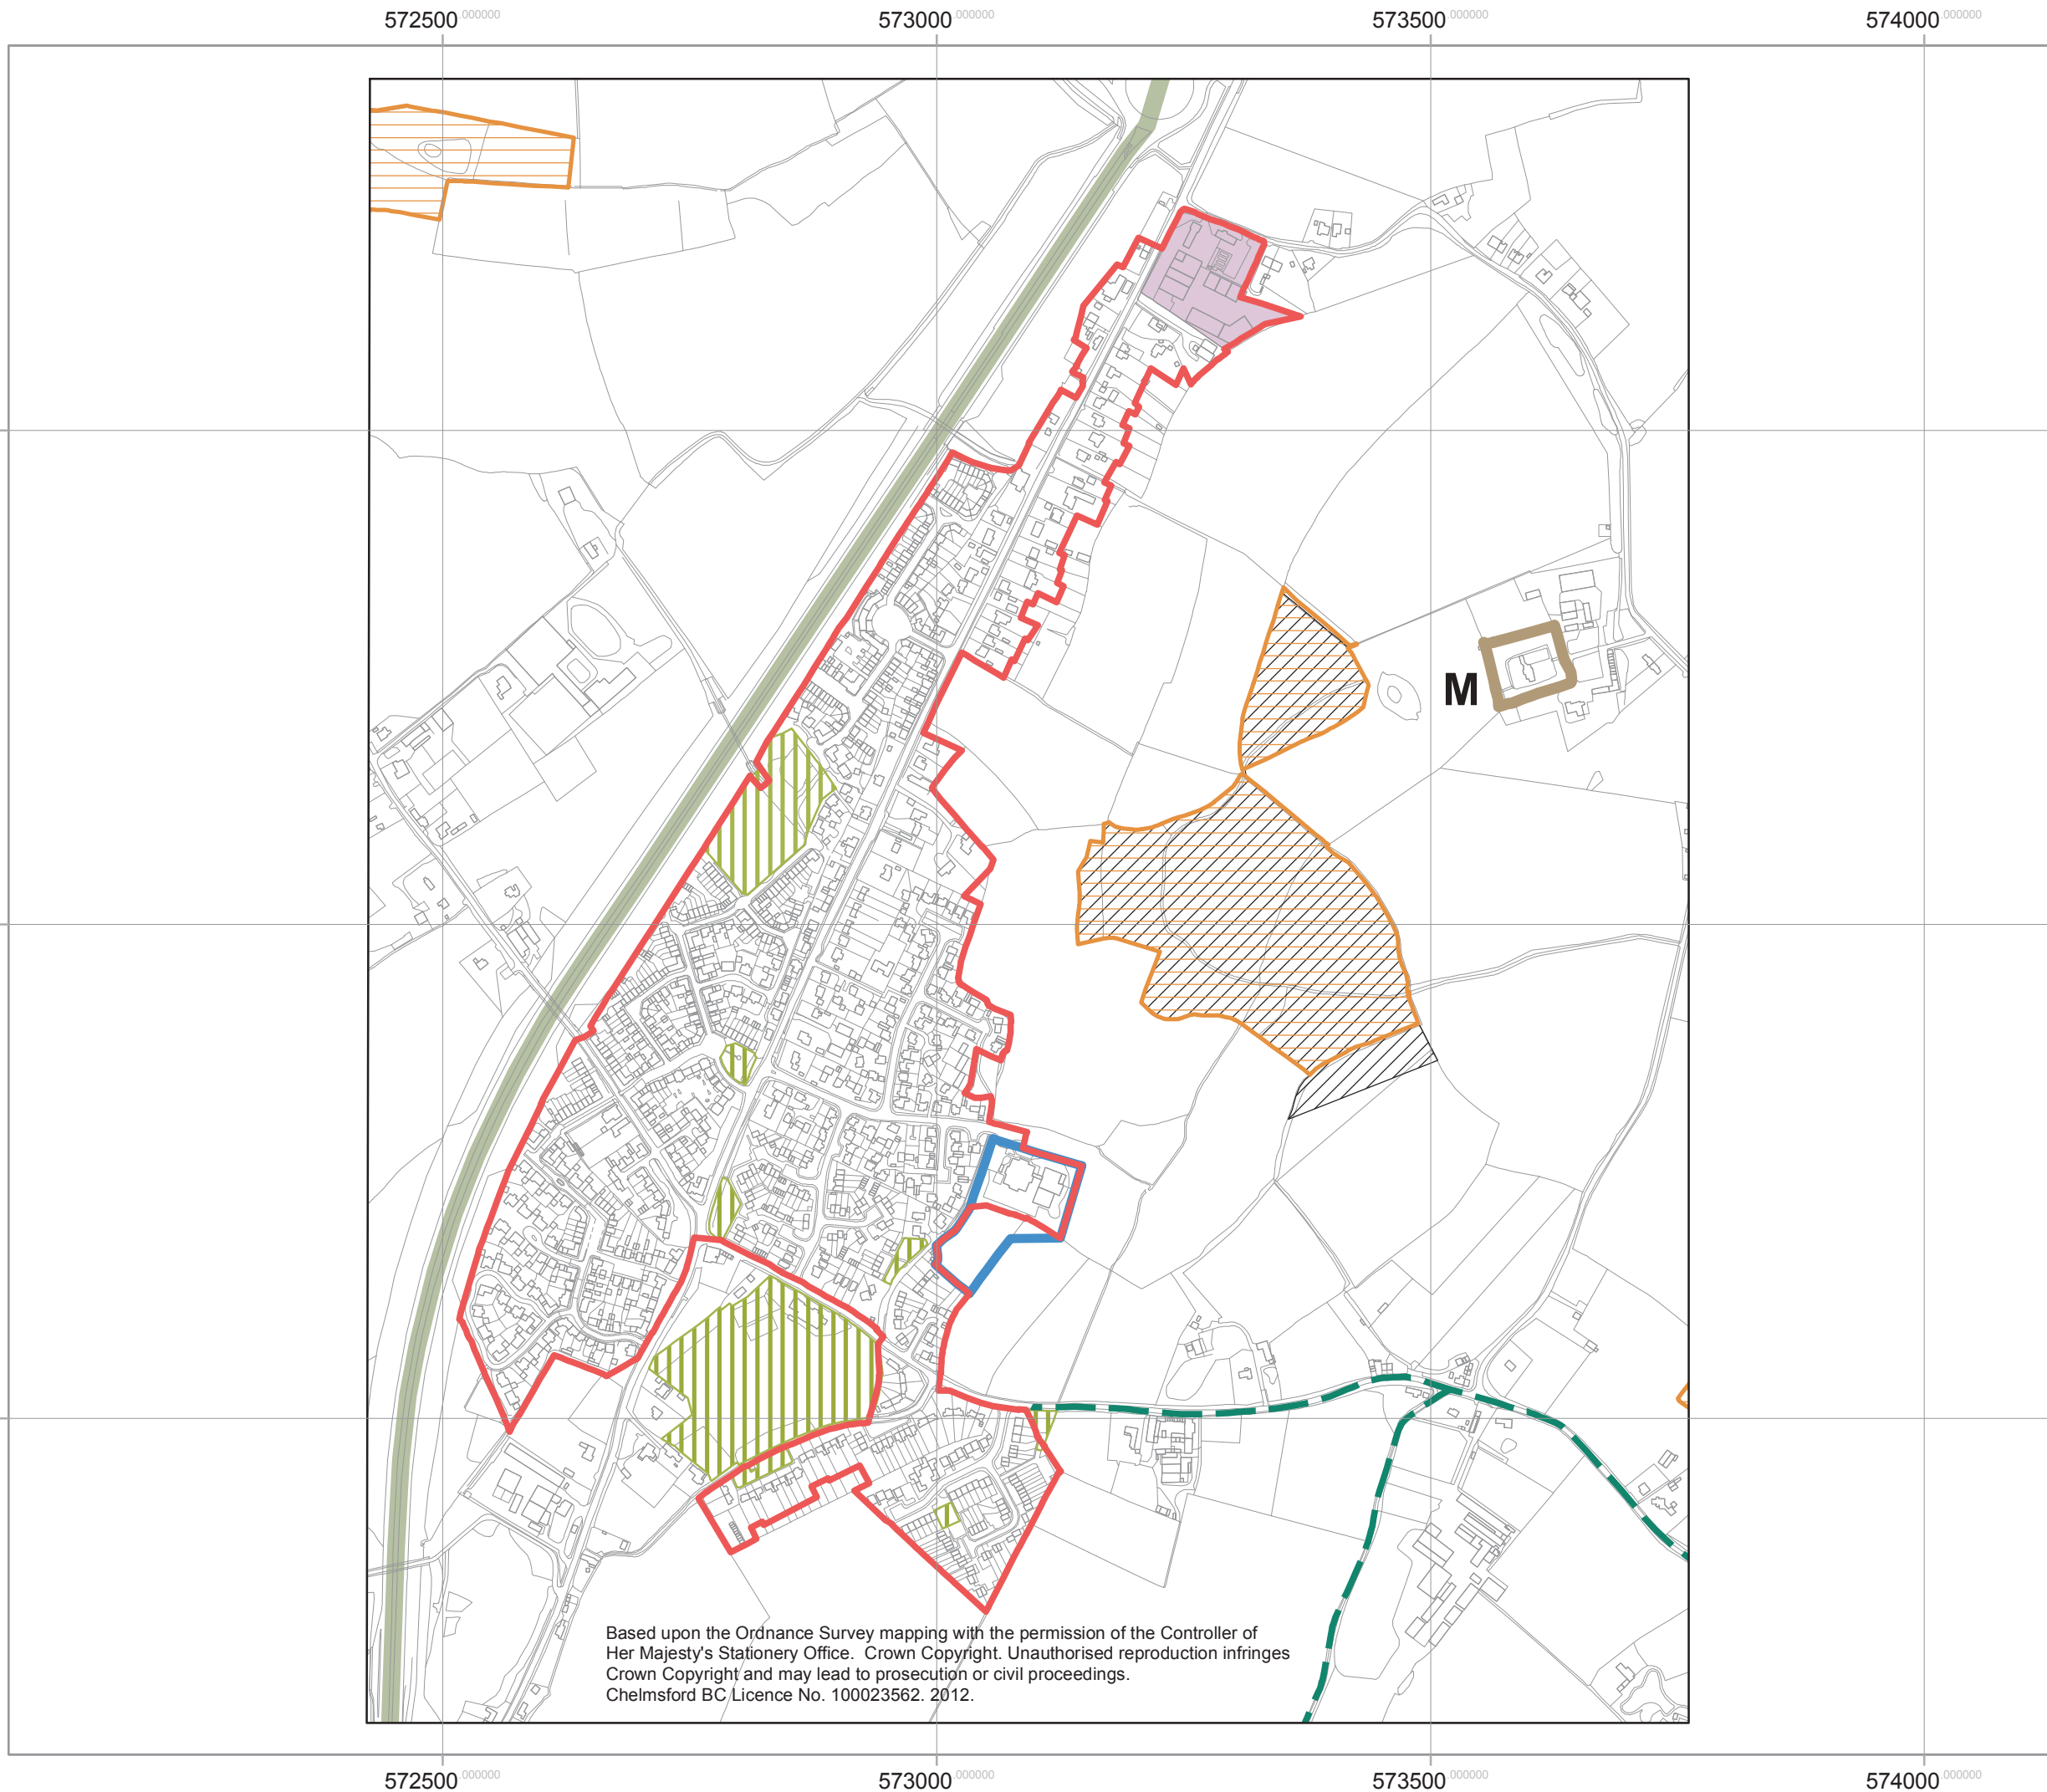 572500.000000 573000.000000 573500.000000 574000.000000
M
Based upon the Ordnance Survey mapping with the permission of the Controller of
Her Majesty's Stationery Office. Crown Copyright. Unauthorised reproduction infringes
Crown Copyright and may lead to prosecution or civil proceedings.
Chelmsford BC Licence No. 100023562. 2012.
572500.000000 573000.000000 573500.000000 574000.000000